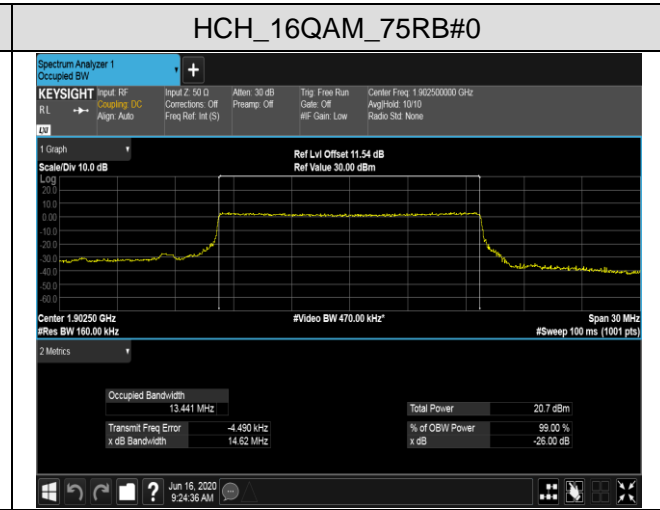 HCH_16QAM_75RB#0
Spectrum Analyzer 1
Occupied BW
+
KEYSIGHT
Input: RF
Input Z: 50 Ω
Atten: 30 dB
Trig: Free Run
Center Freq: 1.902500000 GHz
R L
Coupling: DC
Corrections: Off
Preamp: Off
Gate: Off
Avg|Hold: 10/10
Align: Auto
Freq Ref: Int (S)
#IF Gain: Low
Radio Std: None
LXI
1 Graph
Ref Lvl Offset 11.54 dB
Scale/Div 10.0 dB
Ref Value 30.00 dBm
Log
20.0
10.0
0.00
-10.0
-20.0
-30.0
-40.0
-50.0
-60.0
Center 1.90250 GHz
#Video BW 470.00 kHz*
Span 30 MHz
#Res BW 160.00 kHz
#Sweep 100 ms (1001 pts)
2 Metrics
Occupied Bandwidth
13.441 MHz
Total Power
20.7 dBm
Transmit Freq Error
-4.490 kHz
% of OBW Power
99.00 %
x dB Bandwidth
14.62 MHz
x dB
-26.00 dB
?
Jun 16, 2020
9:24:36 AM